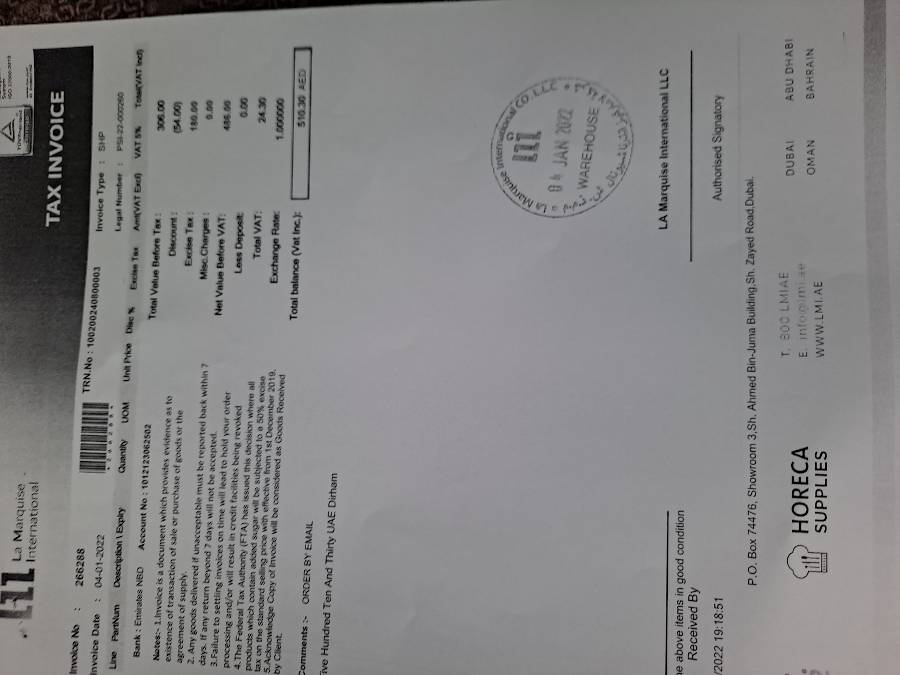 La Marquise
International
TAX INVOICE
Invoice No : 266288
TRN.No : 100200240800003
Invoice Date : 04-01-2022
Invoice Type : SHP
Legal Number : PSI-22-000260
Line PartNum Description \ Expiry Quantity UOM Unit Price Disc % Excise Tax Amt(VAT Excl) VAT 5% Total(VAT Incl)
Bank : Emirates NBD Account No : 1012123062502
Total Value Before Tax : 306.00
Discount : (54.00)
Excise Tax : 180.00
Misc.Charges : 0.00
Net Value Before VAT: 486.00
Less Deposit: 0.00
Total VAT: 24.30
Exchange Rate: 1.000000
Total balance (Vat Inc.): 510.30 AED
Notes:- 1.Invoice is a document which provides evidence as to
existence of transaction of sale or purchase of goods or the
agreement of supply.
2. Any goods delivered if unacceptable must be reported back within 7
days. If any return beyond 7 days will not be accepted.
3.Failure to settling invoices on time will lead to hold your order
processing and/or will result in credit facilities being revoked
4.The Federal Tax Authority (FTA) has issued this decision where all
products which contain added sugar will be subjected to a 50% excise
tax on the standard selling price with effective from 1st December 2019.
5.Acknowledge Copy of Invoice will be considered as Goods Received
by Client.
Comments :- ORDER BY EMAIL
ive Hundred Ten And Thirty UAE Dirham
La Marquise International CO. L.L.C
04 JAN 2022
WAREHOUSE
LA Marquise International LLC
Authorised Signatory
e above items in good condition
Received By
/2022 19:18:51
P.O. Box 74476, Showroom 3,Sh. Ahmed Bin-Juma Building,Sh. Zayed Road,Dubai.
HORECA
SUPPLIES
T. 800 LMIAE
E. info@lmi.ae
WWW.LMI.AE
DUBAI ABU DHABI
OMAN BAHRAIN